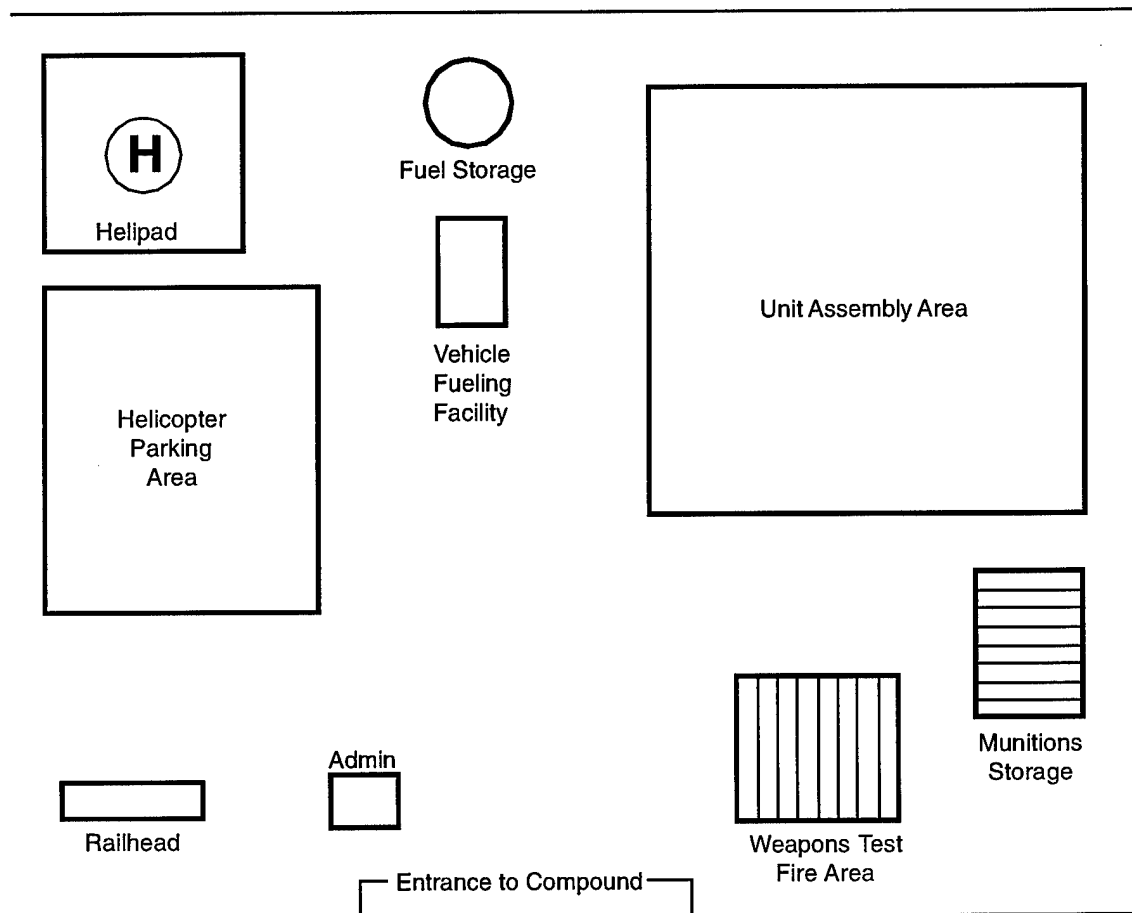 H
Helipad
Fuel Storage
Vehicle
Fueling
Facility
Unit Assembly Area
Helicopter
Parking
Area
Munitions
Storage
Admin
Railhead
Weapons Test
Fire Area
Entrance to Compound